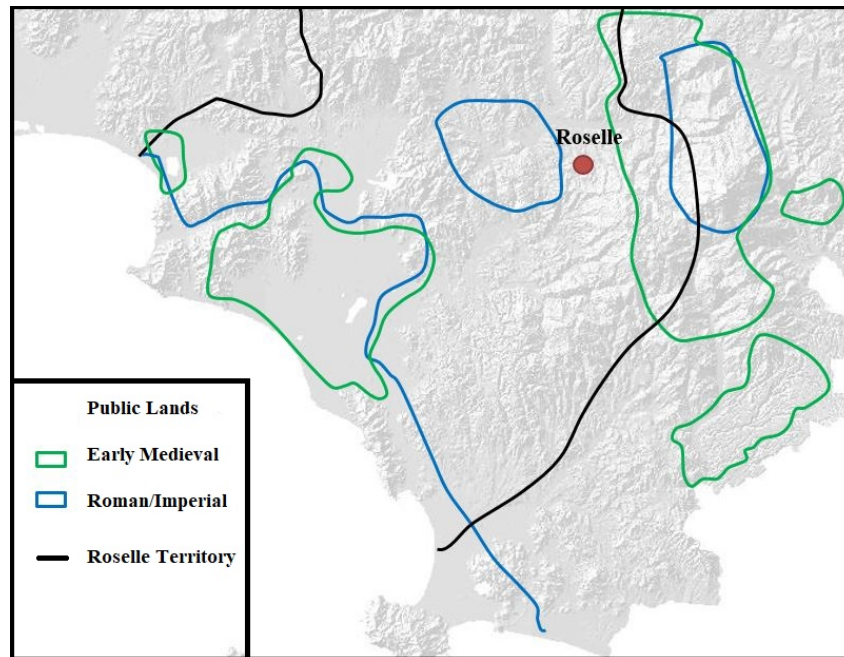 Roselle
Public Lands
Early Medieval
Roman/Imperial
Roselle Territory